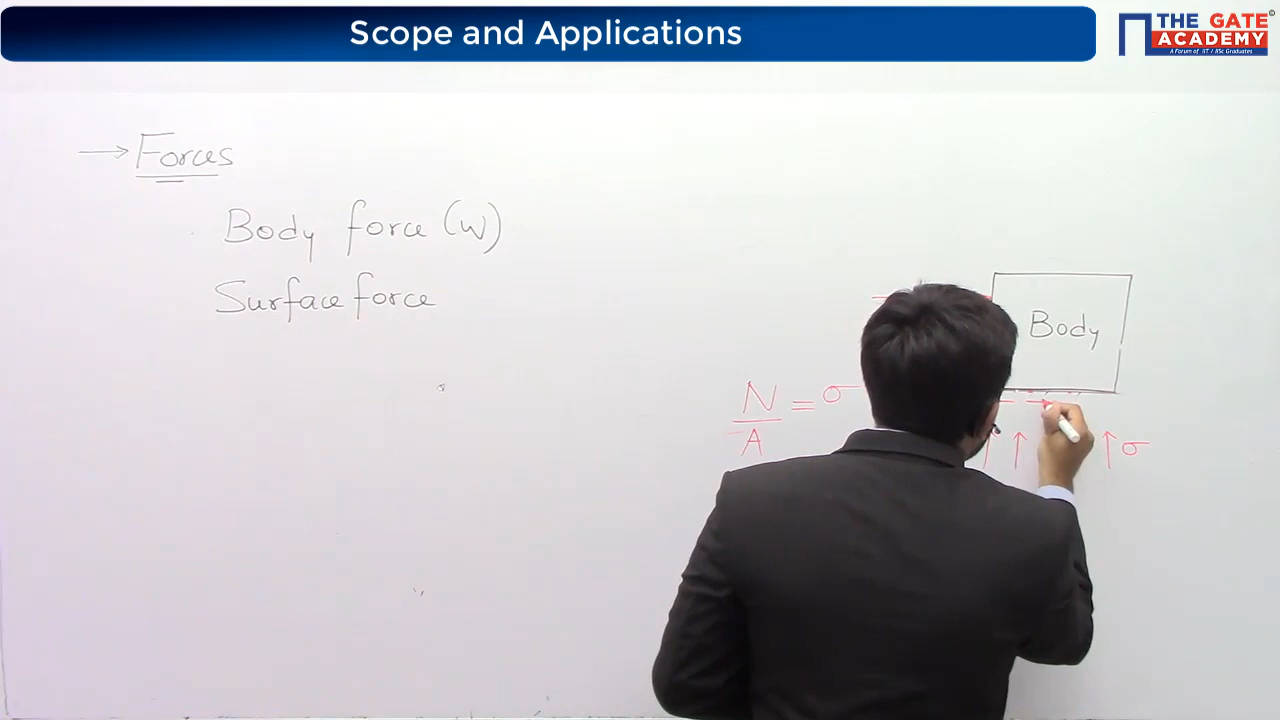 Scope and Applications
THE GATE ACADEMY
A Forum of IIT / IISc Graduates
→ Forces
Body force (W)
Surface force
Body
N/A = σ
↑ ↑ ↑ σ